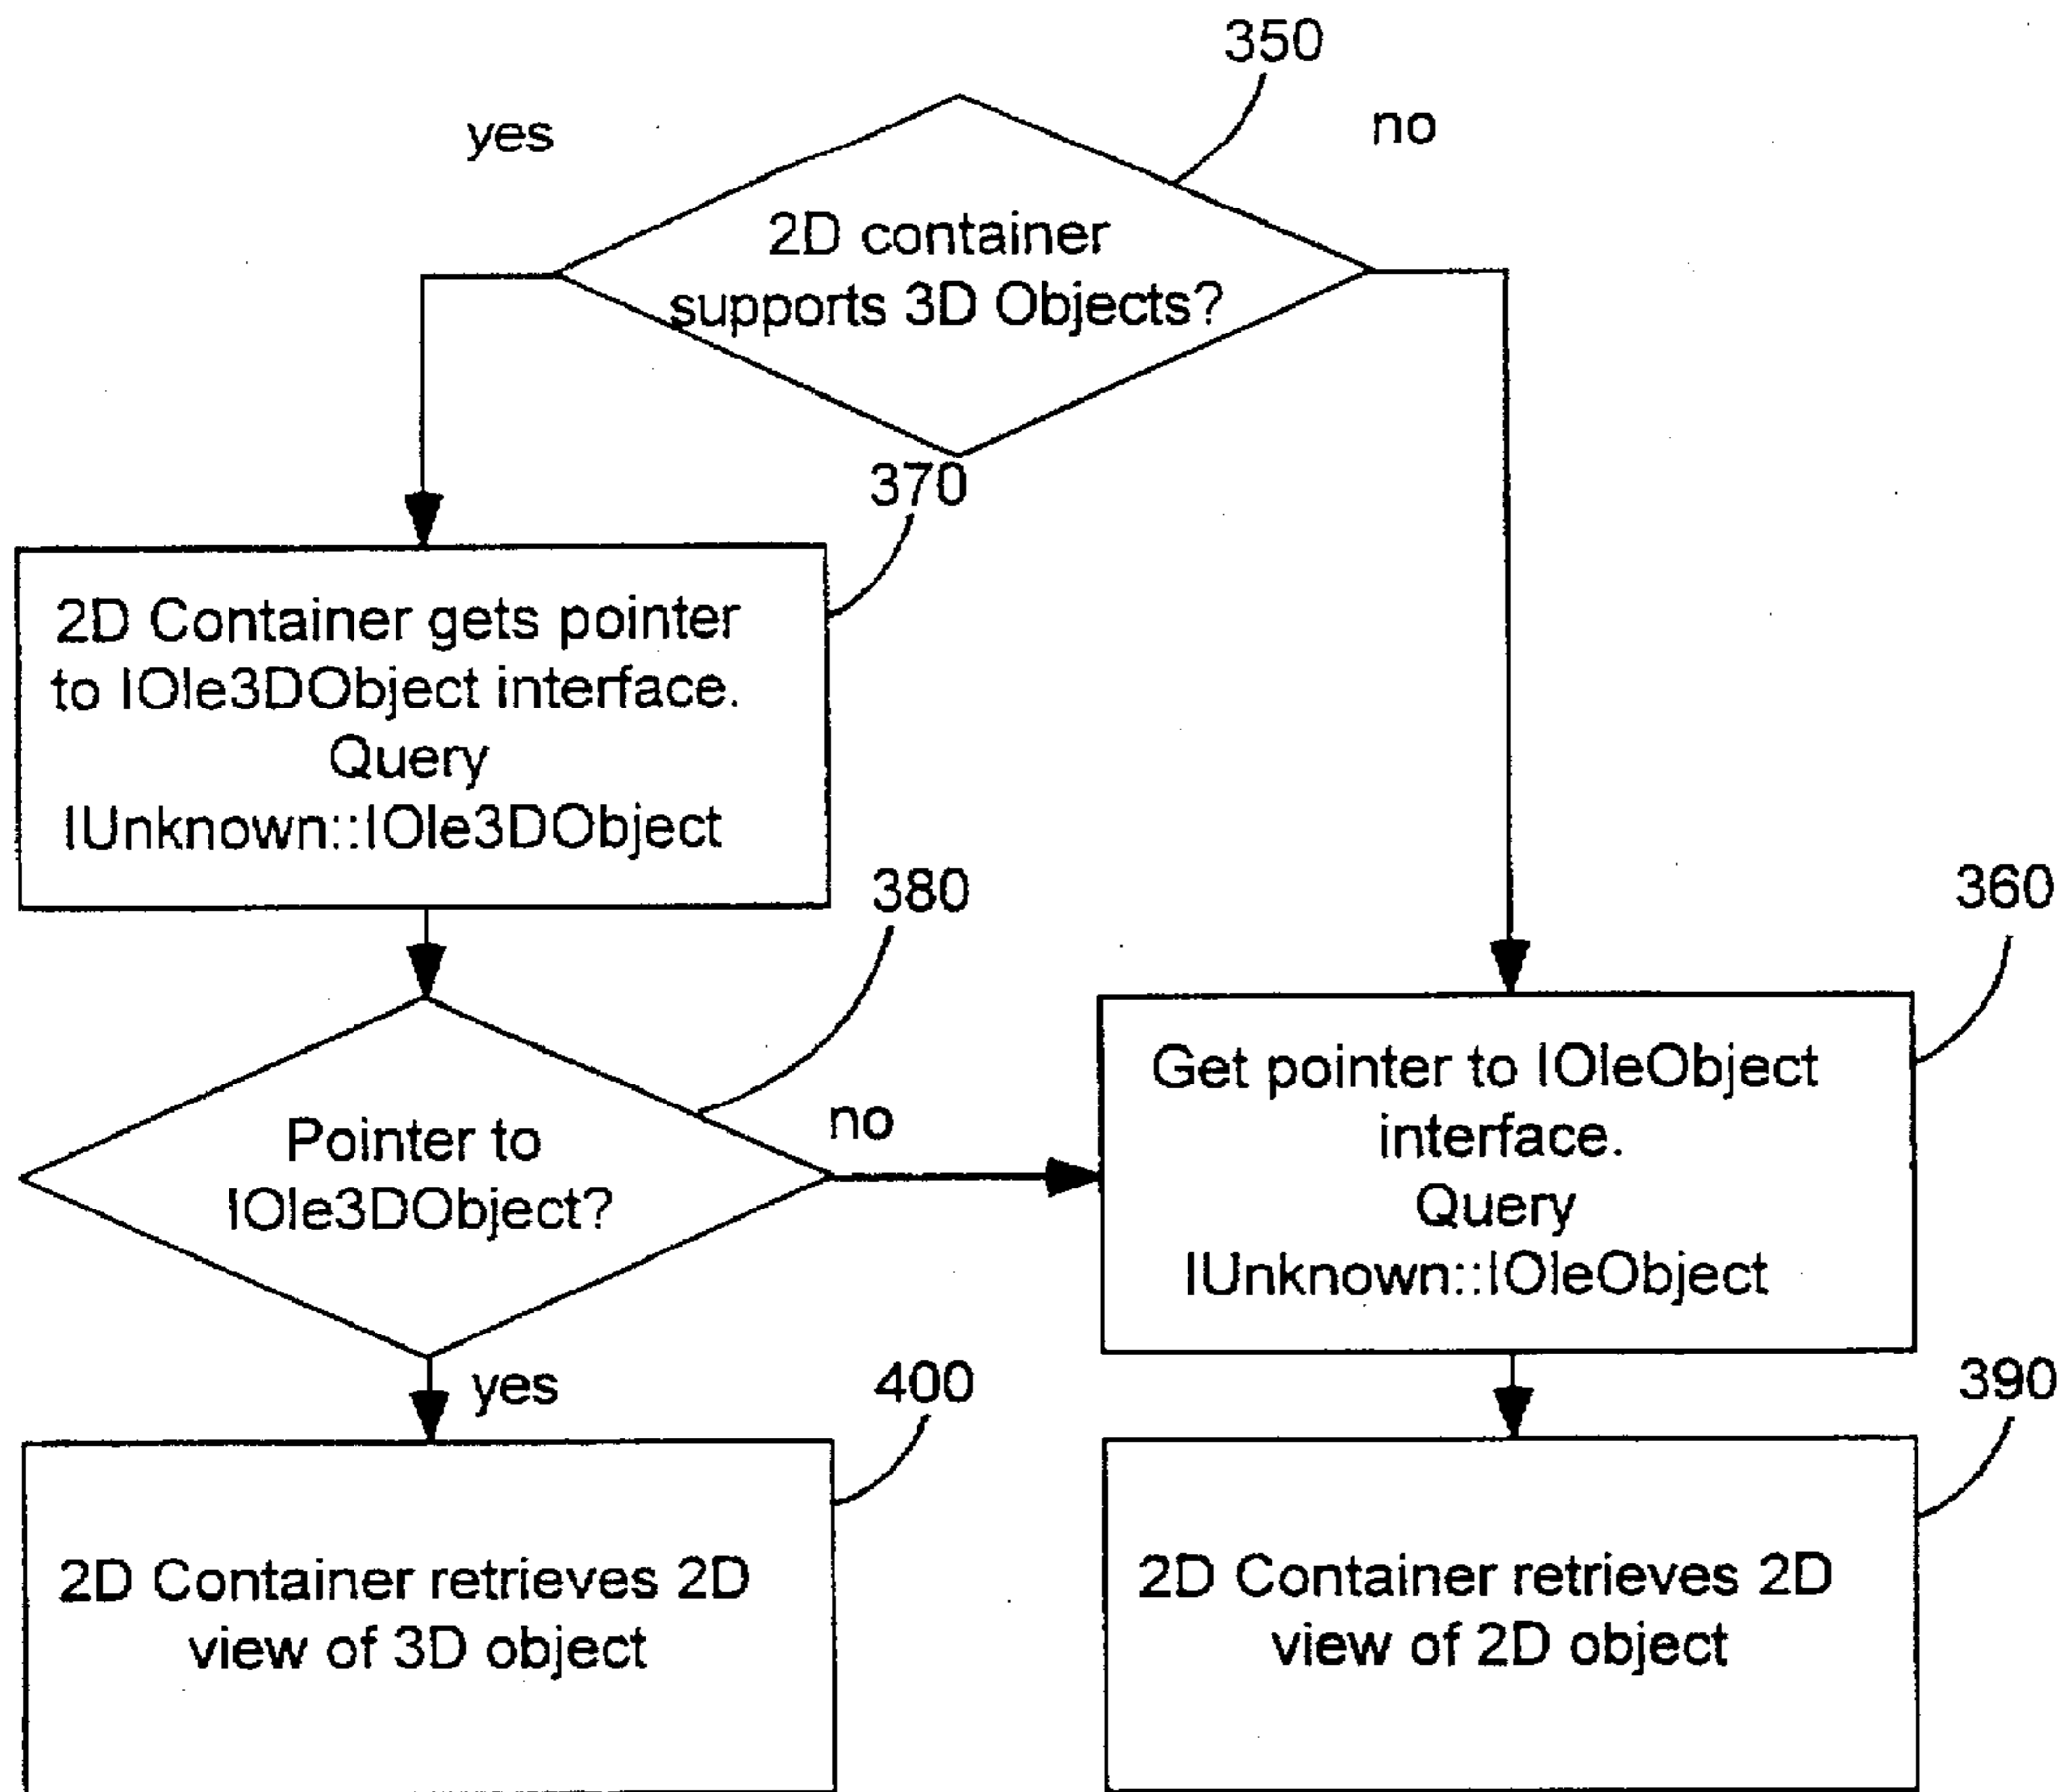 350
yes
no
2D container
supports 3D Objects?
370
2D Container gets pointer
to IOle3DObject interface.
Query
IUnknown::IOle3DObject
380
360
Pointer to
IOle3DObject?
no
Get pointer to IOleObject
interface.
Query
IUnknown::IOleObject
yes
400
390
2D Container retrieves 2D
view of 3D object
2D Container retrieves 2D
view of 2D object